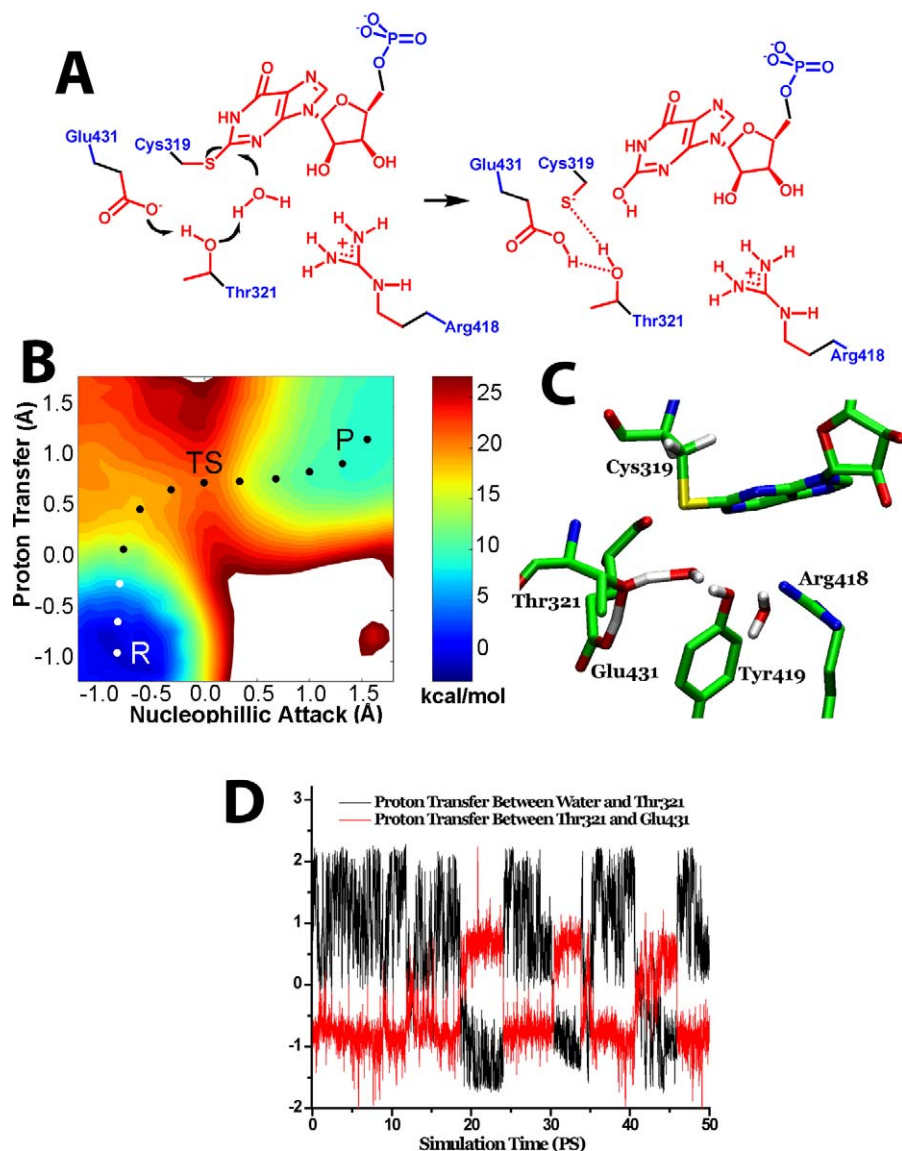 A
O
O⁻
⁻O-P=O
O
N
NH
N
N
O
Glu431
Cys319
S
HO
OH
O
O⁻
H
O
H
O-H
H
Thr321
H
H
H-N
+
N-H
N-H
Arg418
O
O⁻
⁻O-P=O
O
N
HN
N
N
O
Glu431
Cys319
S⁻
O
H
HO
OH
O
O
H
H
O
Thr321
H
H
H-N
+
N-H
N-H
Arg418
B
Proton Transfer (Å)
1.5
1.0
0.5
0.0
-0.5
-1.0
TS
P
R
-1.0
-0.5
0.0
0.5
1.0
1.5
Nucleophillic Attack (Å)
25
20
15
10
5
0
kcal/mol
C
Cys319
Thr321
Arg418
Glu431
Tyr419
D
Proton Transfer Between Water and Thr321
Proton Transfer Between Thr321 and Glu431
3
2
1
0
-1
-2
0
10
20
30
40
50
Simulation Time (PS)